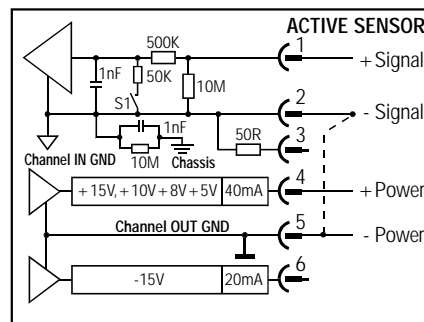 ACTIVE SENSOR
500K
1
+ Signal
1nF
50K
10M
S1
2
- Signal
1nF
50R
3
Channel IN GND
10M
Chassis
4
+ 15V, + 10V + 8V + 5V
40mA
+ Power
Channel OUT GND
5
- Power
6
-15V
20mA